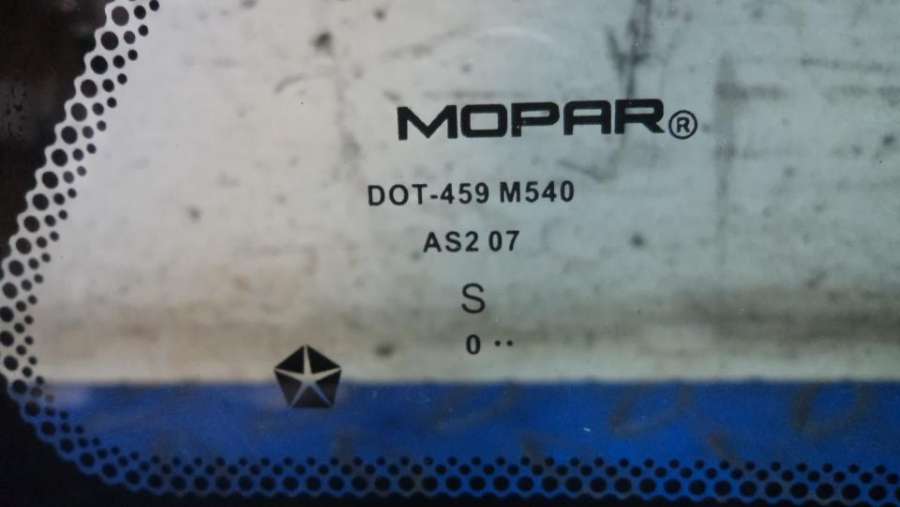 MOPAR®
DOT-459 M540
AS2 07
S
0 ··